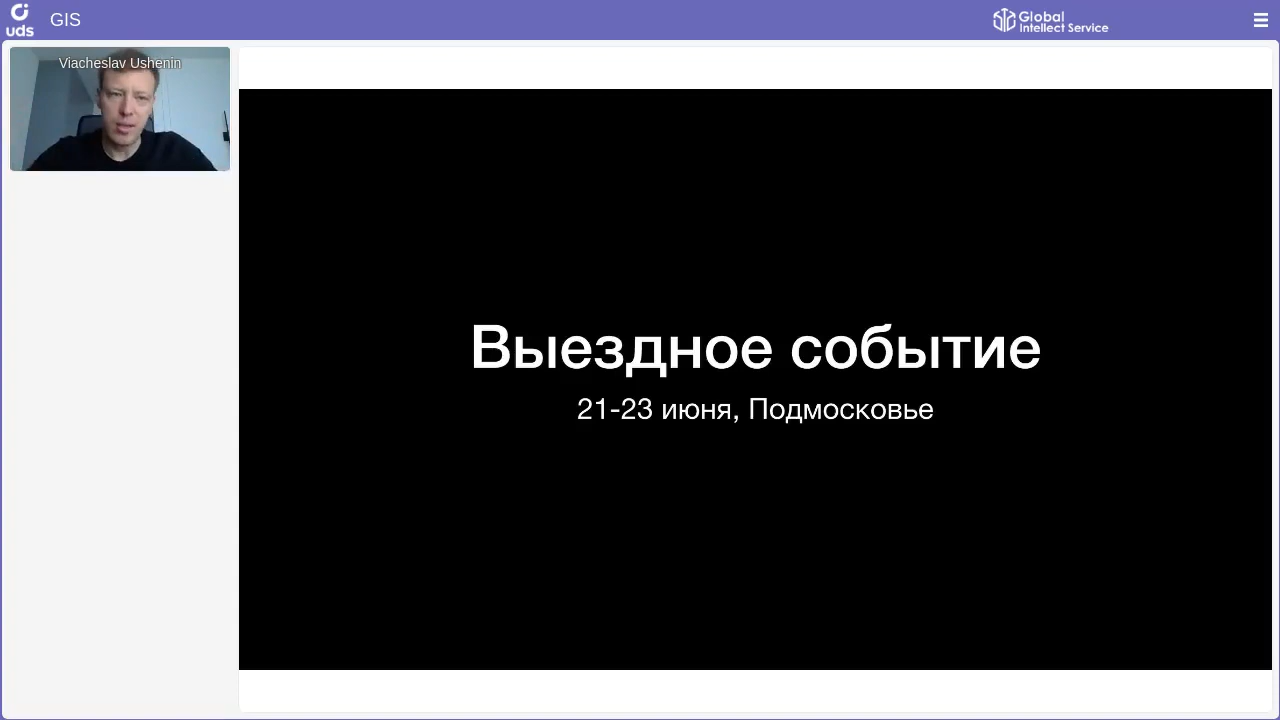 uds
GIS
Global
Intellect Service
Viacheslav Ushenin
Выездное событие
21-23 июня, Подмосковье